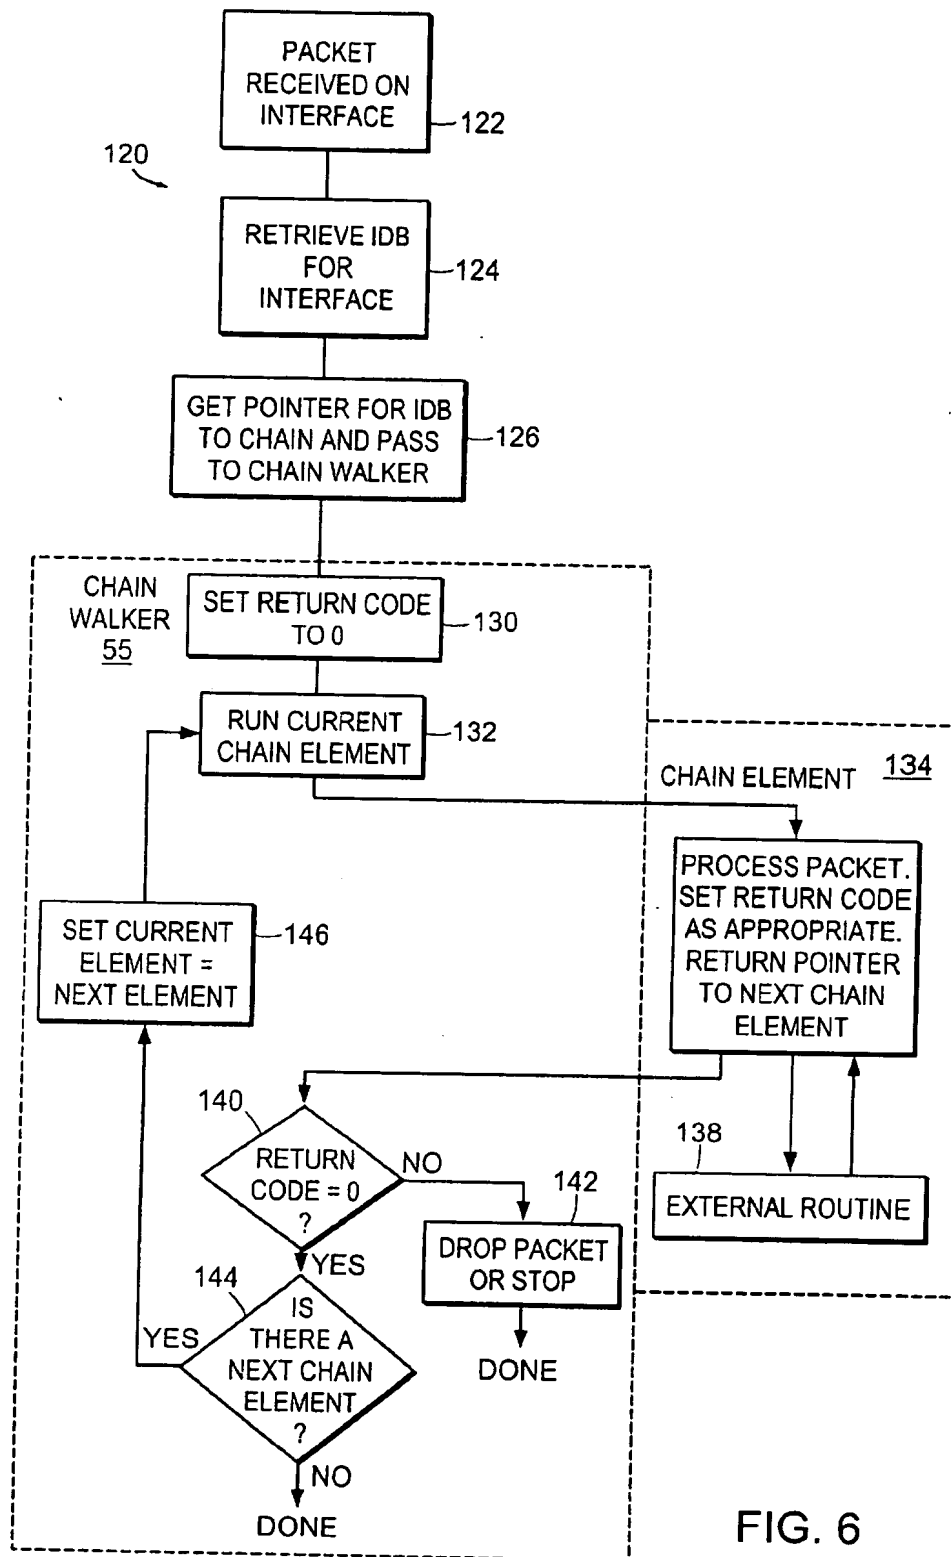 PACKET
RECEIVED ON
INTERFACE
122
120
RETRIEVE IDB
FOR
INTERFACE
124
GET POINTER FOR IDB
TO CHAIN AND PASS
TO CHAIN WALKER
126
CHAIN
WALKER
55
SET RETURN CODE
TO 0
130
RUN CURRENT
CHAIN ELEMENT
132
CHAIN ELEMENT
134
PROCESS PACKET.
SET RETURN CODE
AS APPROPRIATE.
RETURN POINTER
TO NEXT CHAIN
ELEMENT
SET CURRENT
ELEMENT =
NEXT ELEMENT
146
140
RETURN
CODE = 0
?
NO
138
EXTERNAL ROUTINE
142
DROP PACKET
OR STOP
DONE
YES
144
IS
THERE A
NEXT CHAIN
ELEMENT
?
YES
NO
DONE
FIG. 6